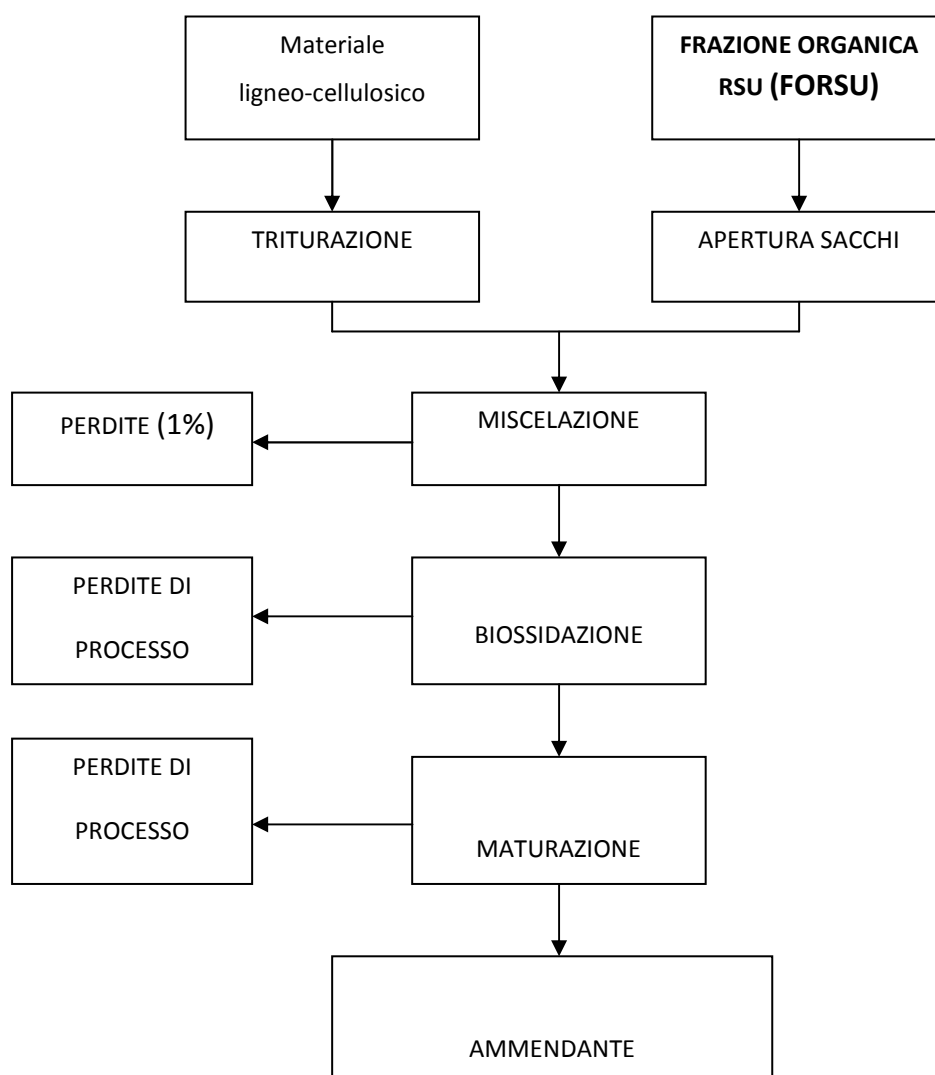 Materiale
ligneo-cellulosico
FRAZIONE ORGANICA
RSU (FORSU)
TRITURAZIONE
APERTURA SACCHI
PERDITE (1%)
MISCELAZIONE
PERDITE DI
PROCESSO
BIOSSIDAZIONE
PERDITE DI
PROCESSO
MATURAZIONE
AMMENDANTE